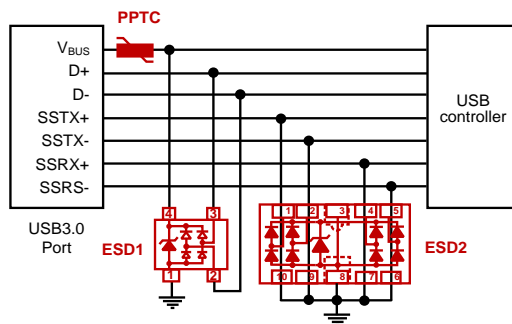 PPTC
VBUS
D+
D-
SSTX+
SSTX-
SSRX+
SSRS-
USB
controller
USB3.0
Port
4
3
ESD1
1
2
1
2
3
4
5
ESD2
10
9
8
7
6